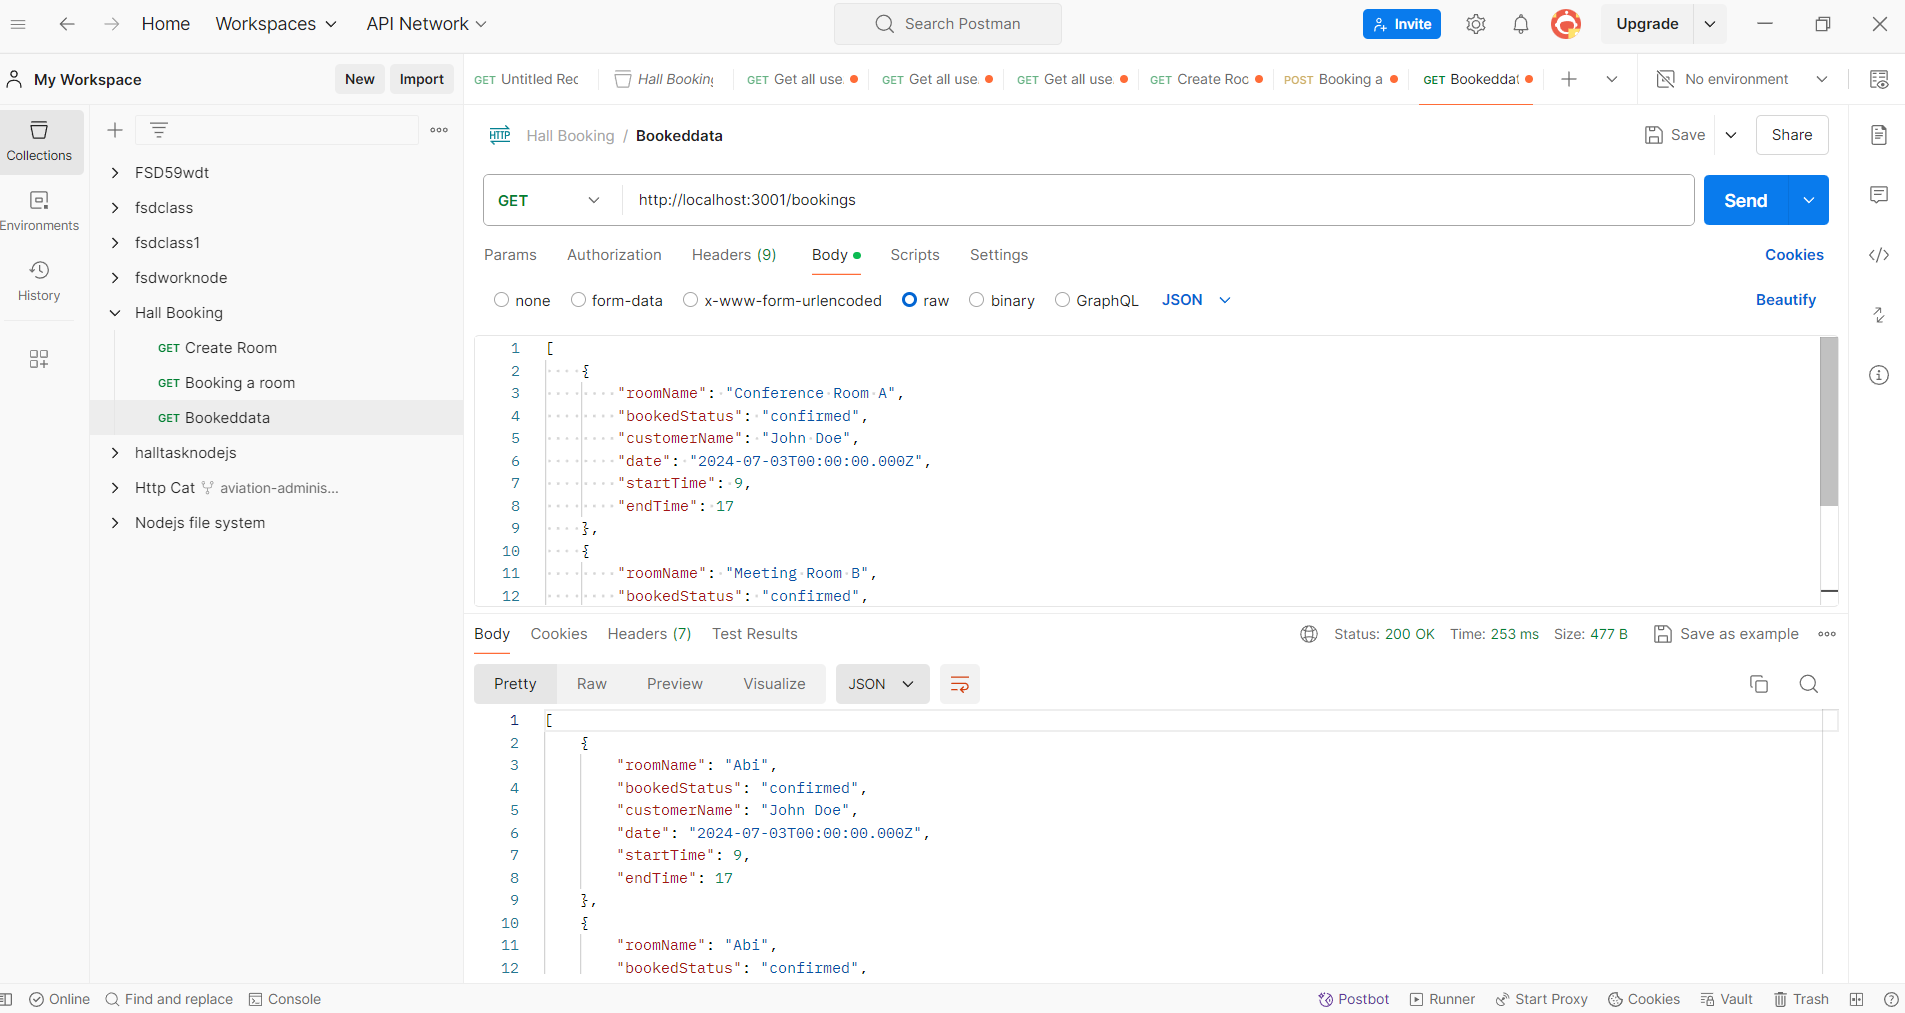 Home Workspaces API Network Search Postman Invite Upgrade
My Workspace New Import
GET Untitled Rec Hall Booking GET Get all use. GET Get all use. GET Get all use. GET Create Roc POST Booking a GET Bookeddat No environment
Collections
Environments
History
FSD59wdt
fsdclass
fsdclass1
fsdworknode
Hall Booking
GET Create Room
GET Booking a room
GET Bookeddata
halltasknodejs
Http Cat aviation-adminis...
Nodejs file system
HTTP Hall Booking / Bookeddata Save Share
GET http://localhost:3001/bookings Send
Params Authorization Headers (9) Body Scripts Settings Cookies
none form-data x-www-form-urlencoded raw binary GraphQL JSON Beautify
1 [
2 {
3 "roomName": "Conference Room A",
4 "bookedStatus": "confirmed",
5 "customerName": "John Doe",
6 "date": "2024-07-03T00:00:00.000Z",
7 "startTime": 9,
8 "endTime": 17
9 },
10 {
11 "roomName": "Meeting Room B",
12 "bookedStatus": "confirmed",
Body Cookies Headers (7) Test Results Status: 200 OK Time: 253 ms Size: 477 B Save as example
Pretty Raw Preview Visualize JSON
1 [
2 {
3 "roomName": "Abi",
4 "bookedStatus": "confirmed",
5 "customerName": "John Doe",
6 "date": "2024-07-03T00:00:00.000Z",
7 "startTime": 9,
8 "endTime": 17
9 },
10 {
11 "roomName": "Abi",
12 "bookedStatus": "confirmed",
Online Find and replace Console Postbot Runner Start Proxy Cookies Vault Trash